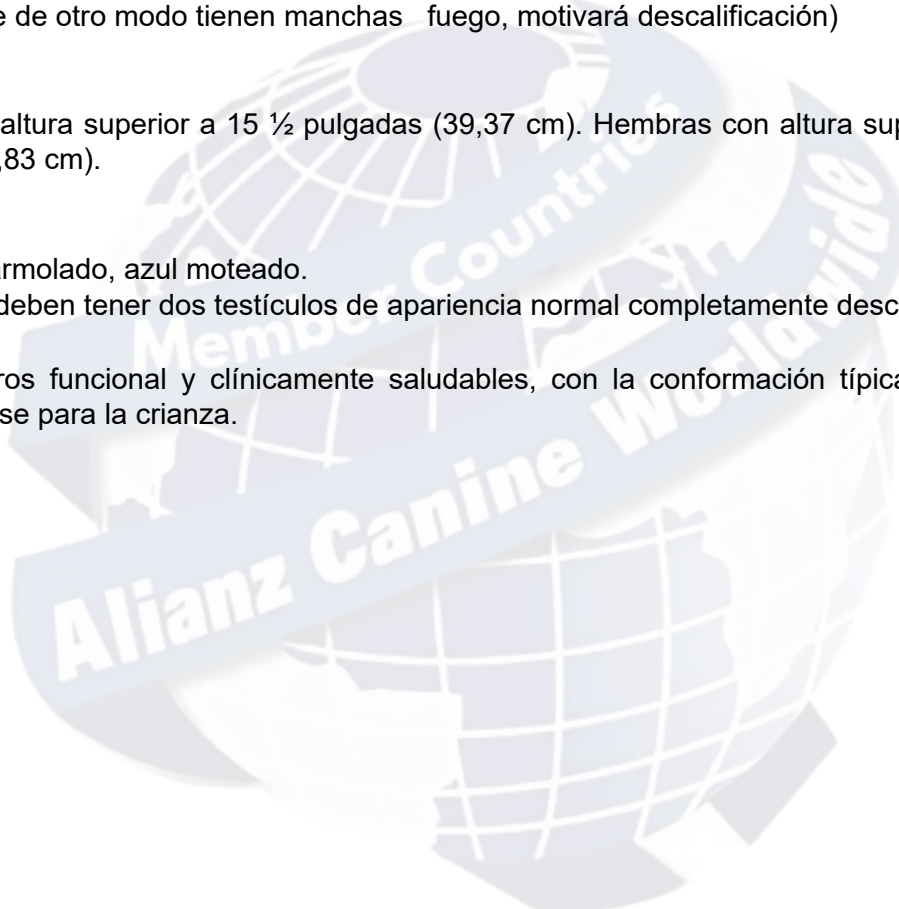 e de otro modo tienen manchas fuego, motivará descalificación)
altura superior a 15 ½ pulgadas (39,37 cm). Hembras con altura sup
,83 cm).
armolado, azul moteado.
deben tener dos testículos de apariencia normal completamente desc
ros funcional y clínicamente saludables, con la conformación típica
se para la crianza.
Member Countries
Alianz Canine Worldwide